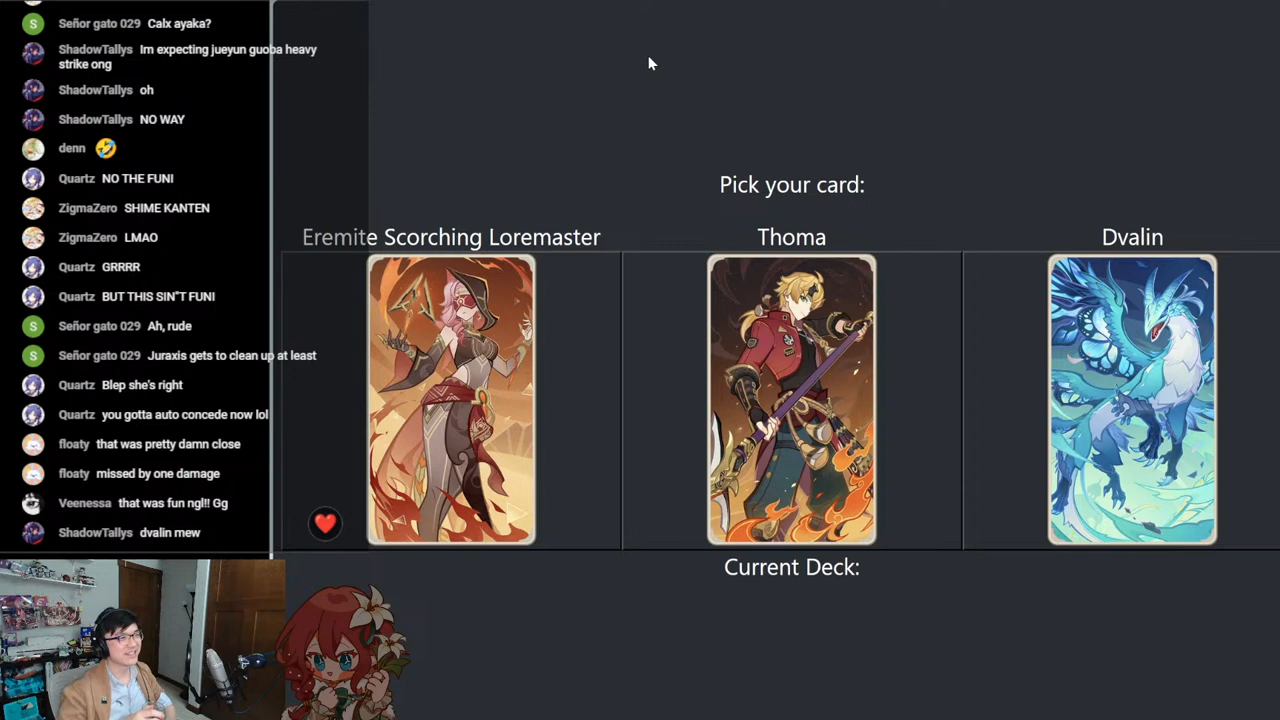 Señor gato 029 Calx ayaka?
ShadowTallys Im expecting jueyun guoba heavy
strike ong
ShadowTallys oh
ShadowTallys NO WAY
denn 🤣
Quartz NO THE FUNI
ZigmaZero SHIME KANTEN
ZigmaZero LMAO
Quartz GRRRR
Quartz BUT THIS SIN"T FUNI
Señor gato 029 Ah, rude
Señor gato 029 Juraxis gets to clean up at least
Quartz Blep she's right
Quartz you gotta auto concede now lol
floaty that was pretty damn close
floaty missed by one damage
Veenessa that was fun ngl!! Gg
ShadowTallys dvalin mew
Pick your card:
Eremite Scorching Loremaster
Thoma
Dvalin
Current Deck: